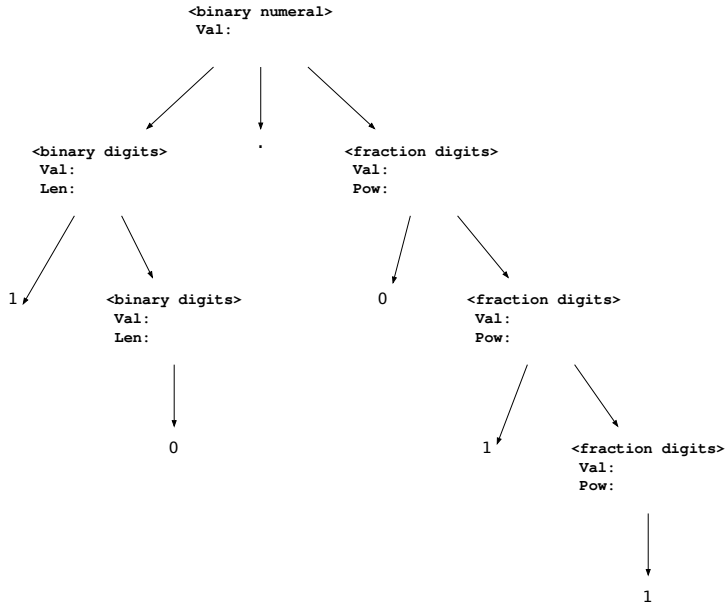 <binary numeral>
Val:
<binary digits>
Val:
Len:
.
<fraction digits>
Val:
Pow:
1
<binary digits>
Val:
Len:
0
<fraction digits>
Val:
Pow:
0
1
<fraction digits>
Val:
Pow:
1